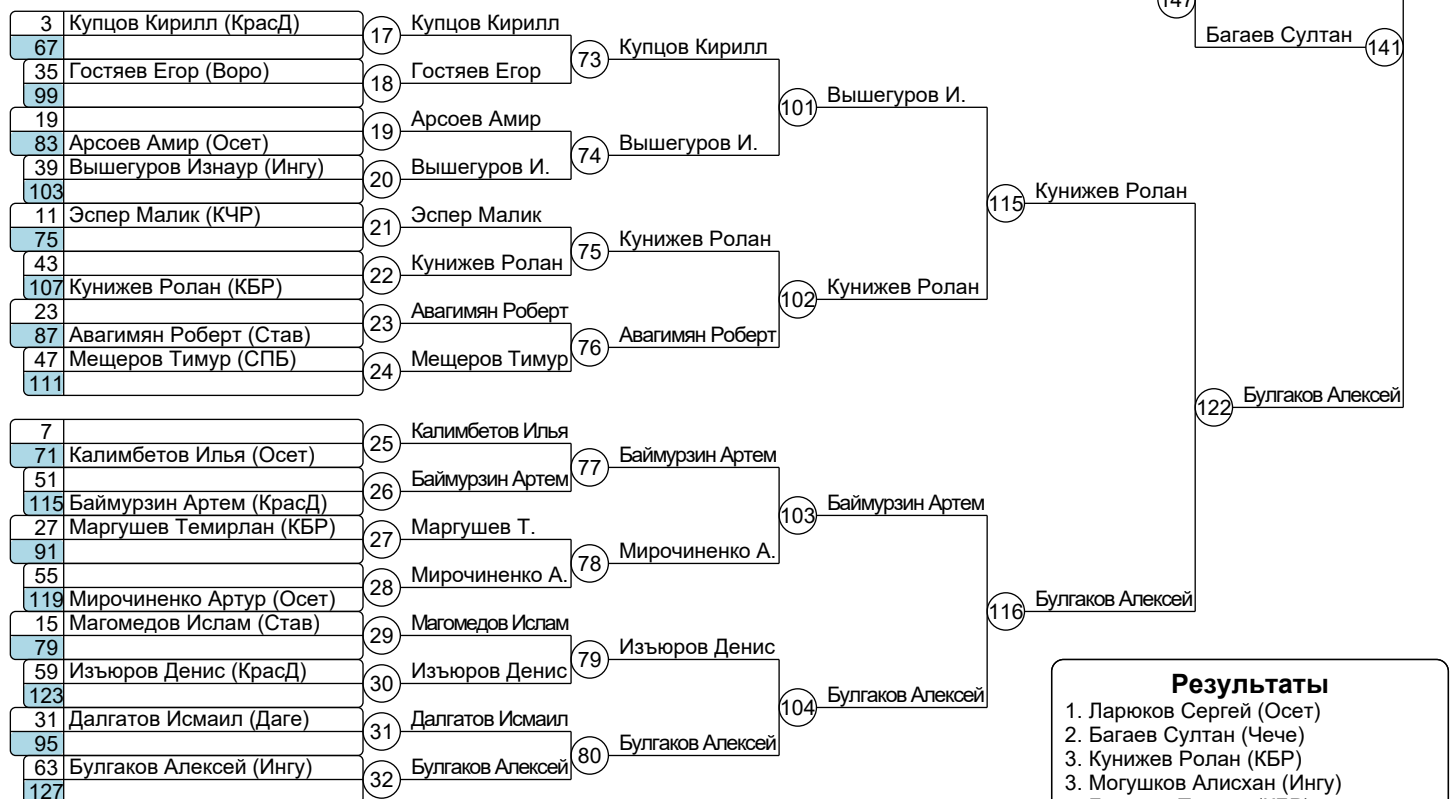 147
Багаев Султан
141
3 Купцов Кирилл (КрасД)
67
17
Купцов Кирилл
35 Гостяев Егор (Воро)
99
18
Гостяев Егор
73
Купцов Кирилл
19
83 Арсоев Амир (Осет)
19
Арсоев Амир
39 Вышегуров Изнаур (Ингу)
103
20
Вышегуров И.
74
Вышегуров И.
101
Вышегуров И.
11 Эспер Малик (КЧР)
75
21
Эспер Малик
43
107 Кунижев Ролан (КБР)
22
Кунижев Ролан
75
Кунижев Ролан
23
87 Авагимян Роберт (Став)
23
Авагимян Роберт
47 Мещеров Тимур (СПБ)
111
24
Мещеров Тимур
76
Авагимян Роберт
102
Кунижев Ролан
115
Кунижев Ролан
7
71 Калимбетов Илья (Осет)
25
Калимбетов Илья
51
115 Баймурзин Артем (КрасД)
26
Баймурзин Артем
77
Баймурзин Артем
27 Маргушев Темирлан (КБР)
91
27
Маргушев Т.
55
119 Мирочиненко Артур (Осет)
28
Мирочиненко А.
78
Мирочиненко А.
103
Баймурзин Артем
15 Магомедов Ислам (Став)
79
29
Магомедов Ислам
59 Изъюров Денис (КрасД)
123
30
Изъюров Денис
79
Изъюров Денис
31 Далгатов Исмаил (Даге)
95
31
Далгатов Исмаил
63 Булгаков Алексей (Ингу)
127
32
Булгаков Алексей
80
Булгаков Алексей
104
Булгаков Алексей
116
Булгаков Алексей
122
Булгаков Алексей
Результаты
1. Ларюков Сергей (Осет)
2. Багаев Султан (Чече)
3. Кунижев Ролан (КБР)
3. Могушков Алисхан (Ингу)